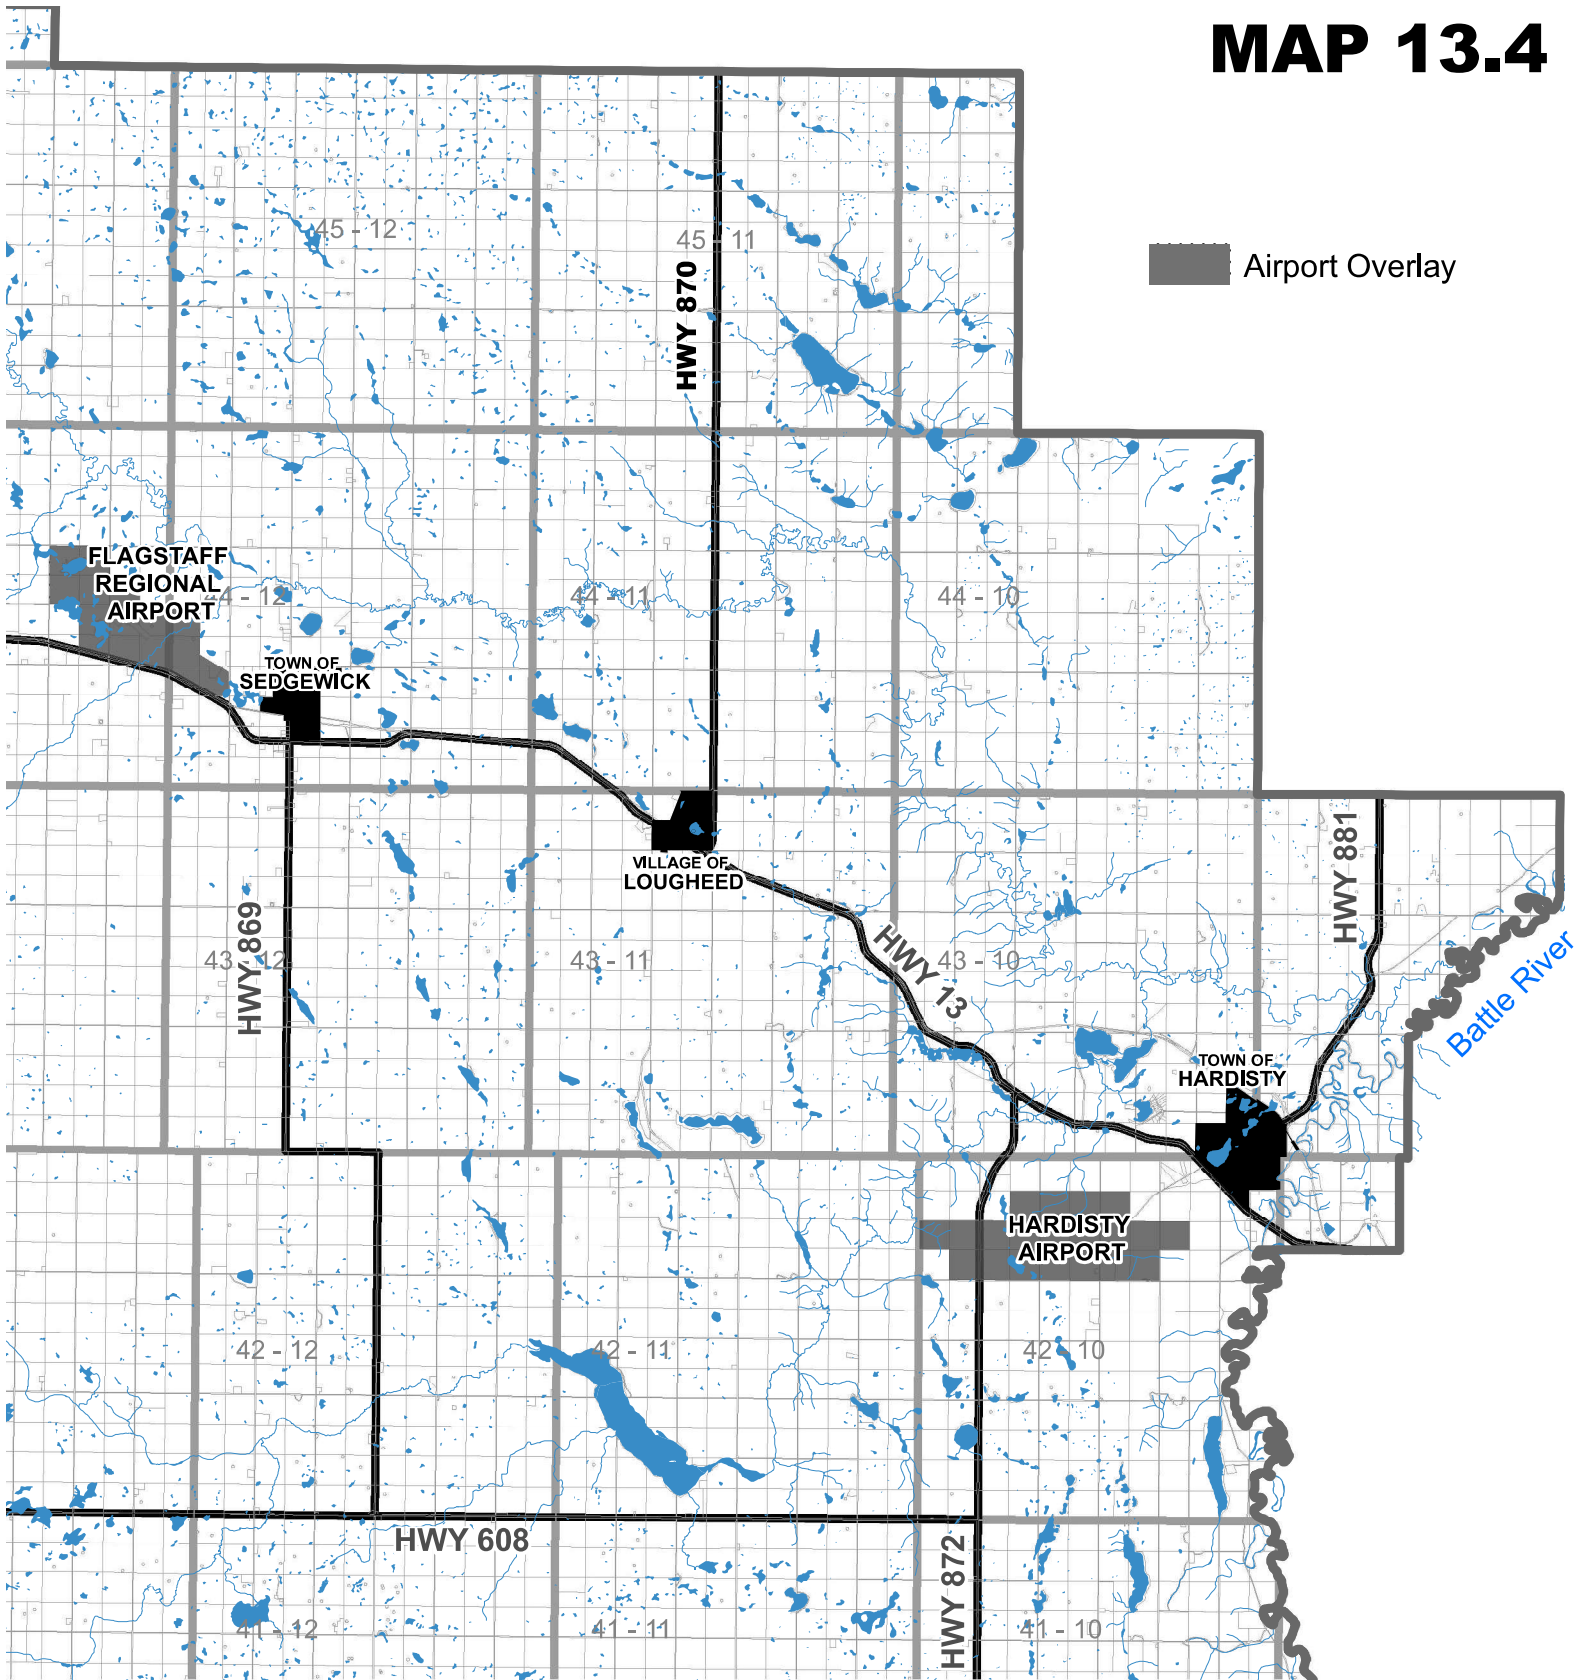 MAP 13.4
Airport Overlay
45 - 12
45 - 11
HWY 870
FLAGSTAFF
REGIONAL
AIRPORT
44 - 12
44 - 11
44 - 10
TOWN OF
SEDGEWICK
VILLAGE OF
LOUGHEED
HWY 881
HWY 869
43 - 12
43 - 11
HWY 13
43 - 10
Battle River
TOWN OF
HARDISTY
HARDISTY
AIRPORT
42 - 12
42 - 11
42 - 10
HWY 608
HWY 872
41 - 12
41 - 11
41 - 10